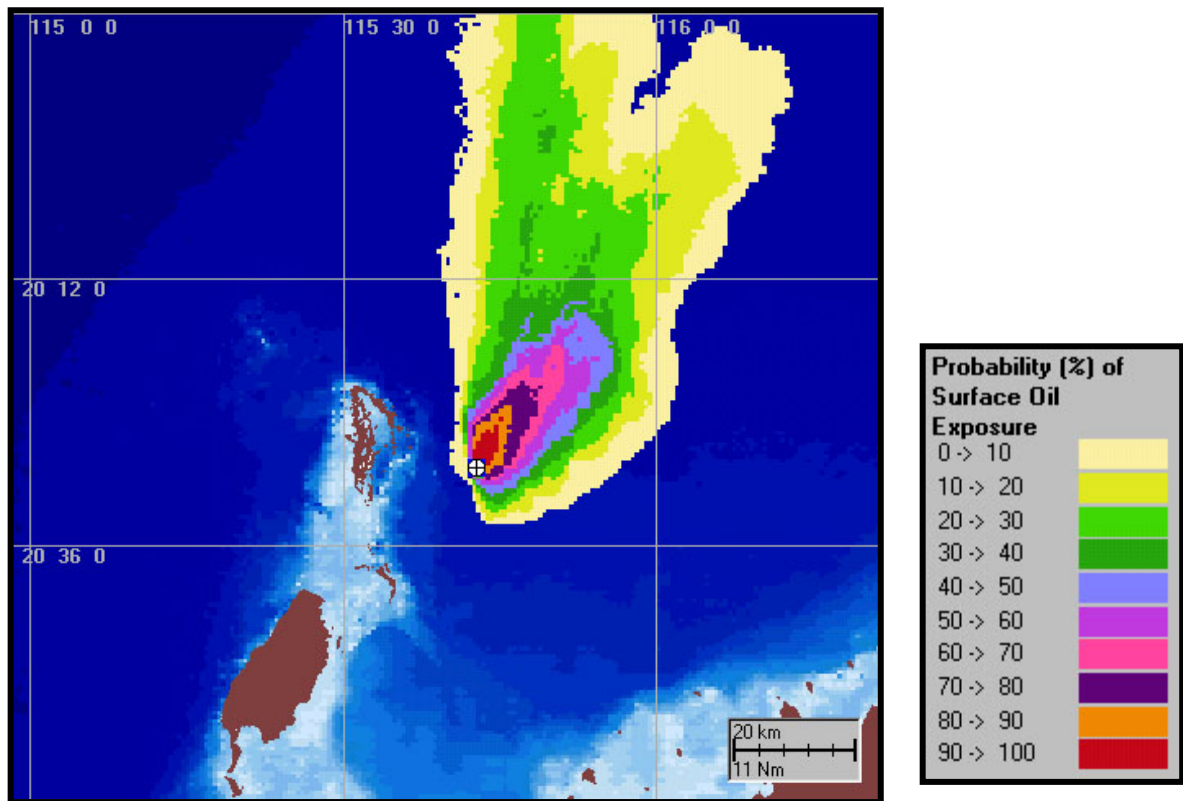 115 0 0
115 30 0
116 0 0
20 12 0
20 36 0
20 km
11 Nm
Probability (%) of
Surface Oil
Exposure
0 -> 10
10 -> 20
20 -> 30
30 -> 40
40 -> 50
50 -> 60
60 -> 70
70 -> 80
80 -> 90
90 -> 100